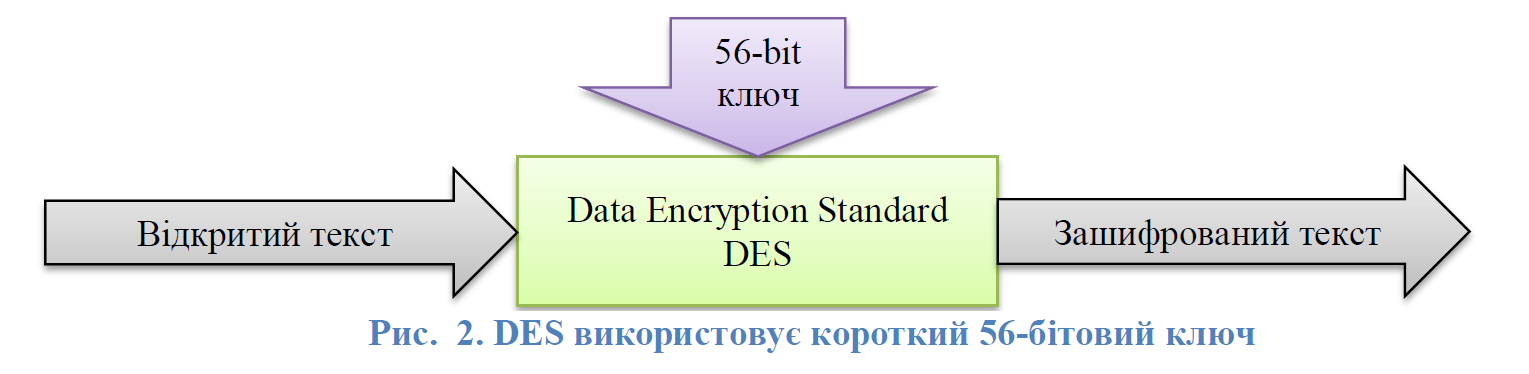 56-bit
ключ
Відкритий текст
Data Encryption Standard
DES
Зашифрований текст
Рис. 2. DES використовує короткий 56-бітовий ключ